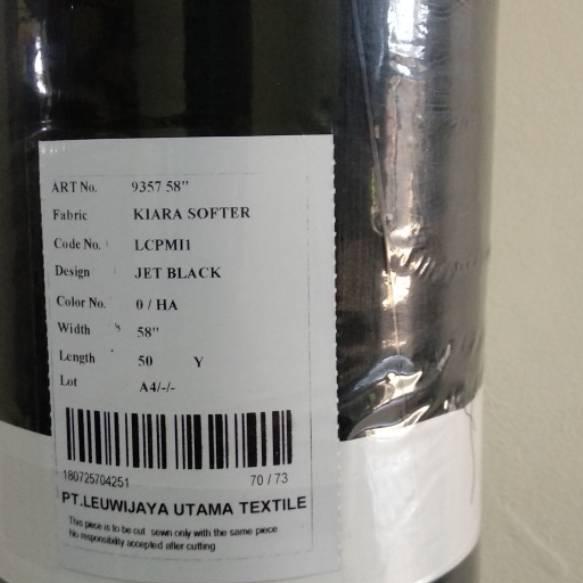 ART No. 9357 58"
Fabric KIARA SOFTER
Code No. LCPMI1
Design JET BLACK
Color No. 0 / HA
Width 58"
Length 50 Y
Lot A4/-/-
180725704251 70 / 73
PT.LEUWIJAYA UTAMA TEXTILE
This piece is to be cut sewn only with the same piece
No responsibility accepted after cutting